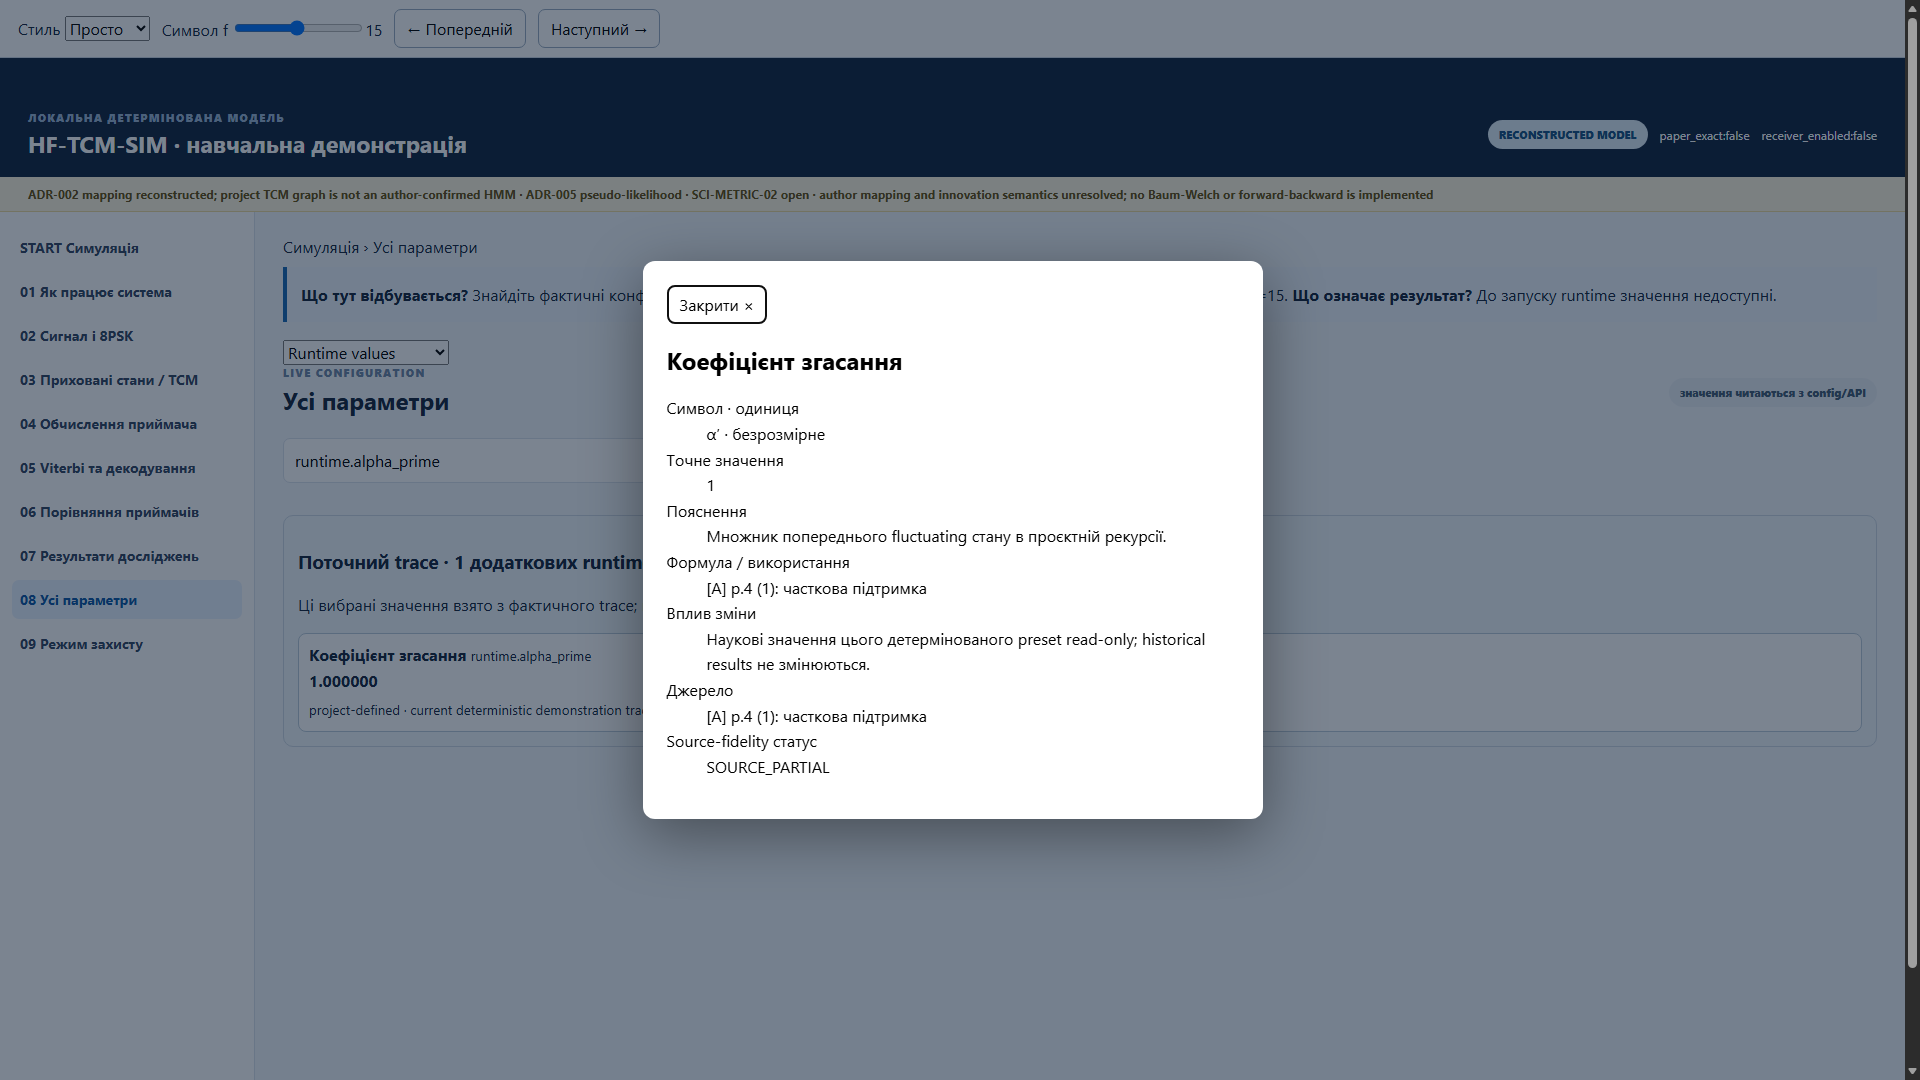 Стиль Просто Символ f 15 ← Попередній Наступний →
ЛОКАЛЬНА ДЕТЕРМІНОВАНА МОДЕЛЬ
HF-TCM-SIM · навчальна демонстрація
RECONSTRUCTED MODEL paper_exact:false receiver_enabled:false
ADR-002 mapping reconstructed; project TCM graph is not an author-confirmed HMM · ADR-005 pseudo-likelihood · SCI-METRIC-02 open · author mapping and innovation semantics unresolved; no Baum-Welch or forward-backward is implemented
START Симуляція
01 Як працює система
02 Сигнал і 8PSK
03 Приховані стани / TCM
04 Обчислення приймача
05 Viterbi та декодування
06 Порівняння приймачів
07 Результати досліджень
08 Усі параметри
09 Режим захисту
Симуляція › Усі параметри
Що тут відбувається? Знайдіть фактичні =15. Що означає результат? До запуску runtime значення недоступні.
Runtime values
LIVE CONFIGURATION
Усі параметри
значення читаються з config/API
runtime.alpha_prime
Поточний trace · 1 додаткових
Ці вибрані значення взято з фактичного trace;
Коефіцієнт згасання runtime.alpha_prime
1.000000
project-defined · current deterministic demonstration
Закрити ×
Коефіцієнт згасання
Символ · одиниця
α′ · безрозмірне
Точне значення
1
Пояснення
Множник попереднього fluctuating стану в проєктній рекурсії.
Формула / використання
[A] p.4 (1): часткова підтримка
Вплив зміни
Наукові значення цього детермінованого preset read-only; historical
results не змінюються.
Джерело
[A] p.4 (1): часткова підтримка
Source-fidelity статус
SOURCE_PARTIAL